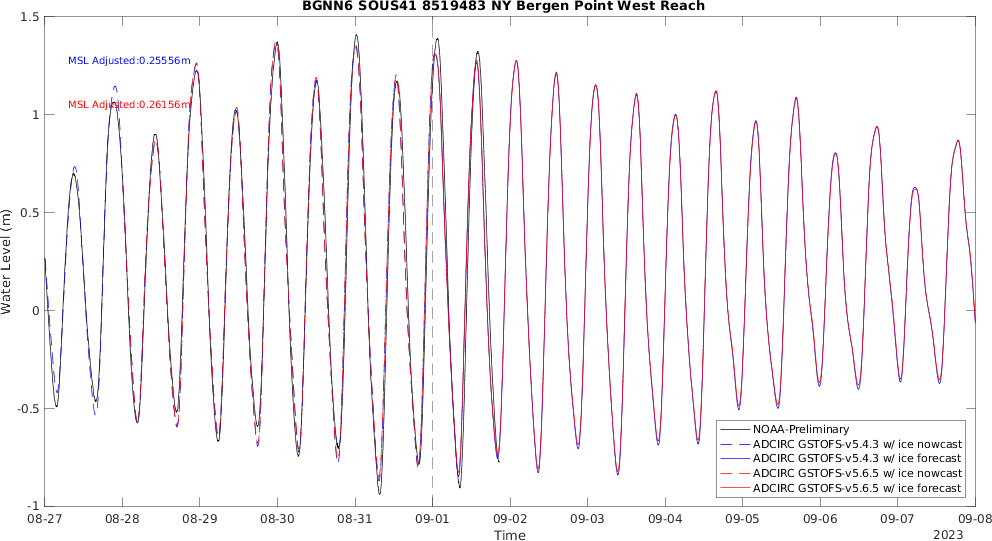 BGNN6 SOUS41 8519483 NY Bergen Point West Reach
MSL Adjusted:0.25556m
MSL Adjusted:0.26156m
Water Level (m)
1.5
1
0.5
0
-0.5
-1
08-27 08-28 08-29 08-30 08-31 09-01 09-02 09-03 09-04 09-05 09-06 09-07 09-08
Time
2023
NOAA-Preliminary
ADCIRC GSTOFS-v5.4.3 w/ ice nowcast
ADCIRC GSTOFS-v5.4.3 w/ ice forecast
ADCIRC GSTOFS-v5.6.5 w/ ice nowcast
ADCIRC GSTOFS-v5.6.5 w/ ice forecast